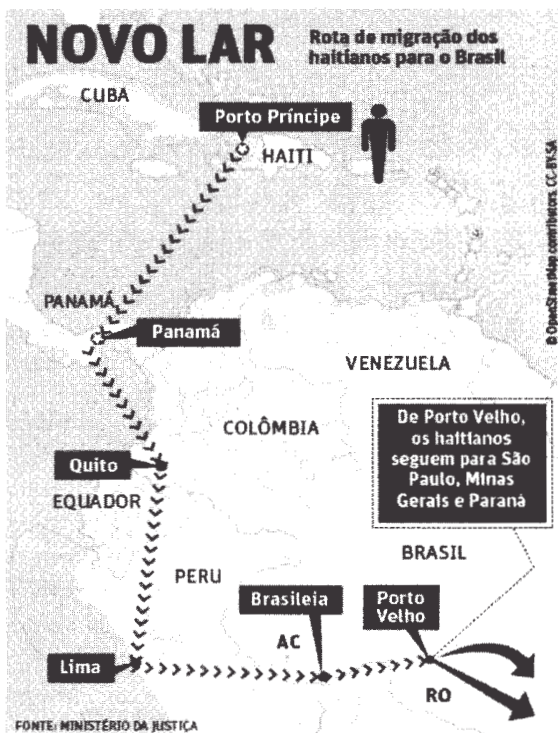 NOVO LAR
Rota de migração dos
haitianos para o Brasil
CUBA
Porto Príncipe
HAITI
© OpenStreetMap contributors, CC-BY-SA
PANAMÁ
Panamá
VENEZUELA
COLÔMBIA
De Porto Velho,
os haitianos
seguem para São
Paulo, Minas
Gerais e Paraná
Quito
EQUADOR
BRASIL
PERU
Brasileia
Porto
Velho
AC
Lima
RO
FONTE: MINISTÉRIO DA JUSTIÇA